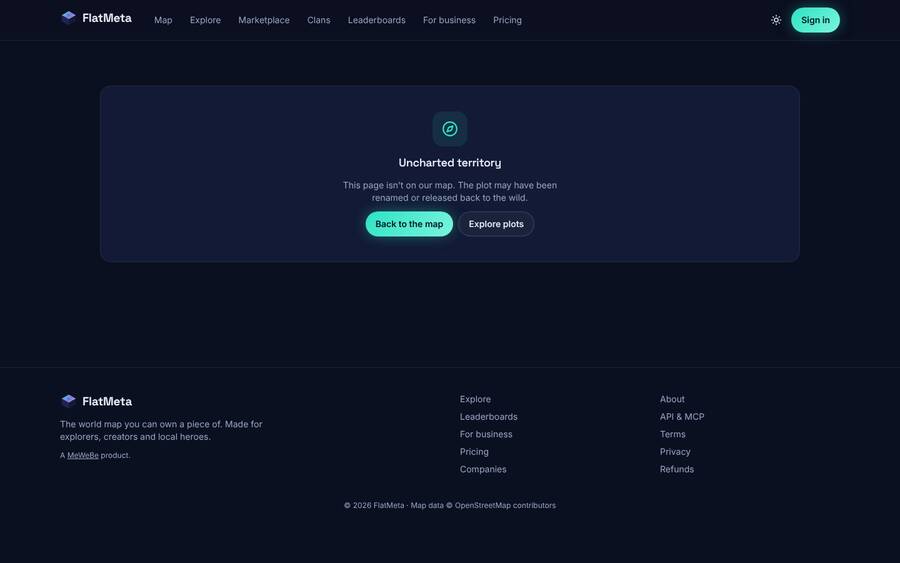 FlatMeta
Map
Explore
Marketplace
Clans
Leaderboards
For business
Pricing
Sign in
Uncharted territory
This page isn't on our map. The plot may have been
renamed or released back to the wild.
Back to the map
Explore plots
FlatMeta
The world map you can own a piece of. Made for
explorers, creators and local heroes.
A MeWeBe product.
Explore
Leaderboards
For business
Pricing
Companies
About
API & MCP
Terms
Privacy
Refunds
© 2026 FlatMeta · Map data © OpenStreetMap contributors